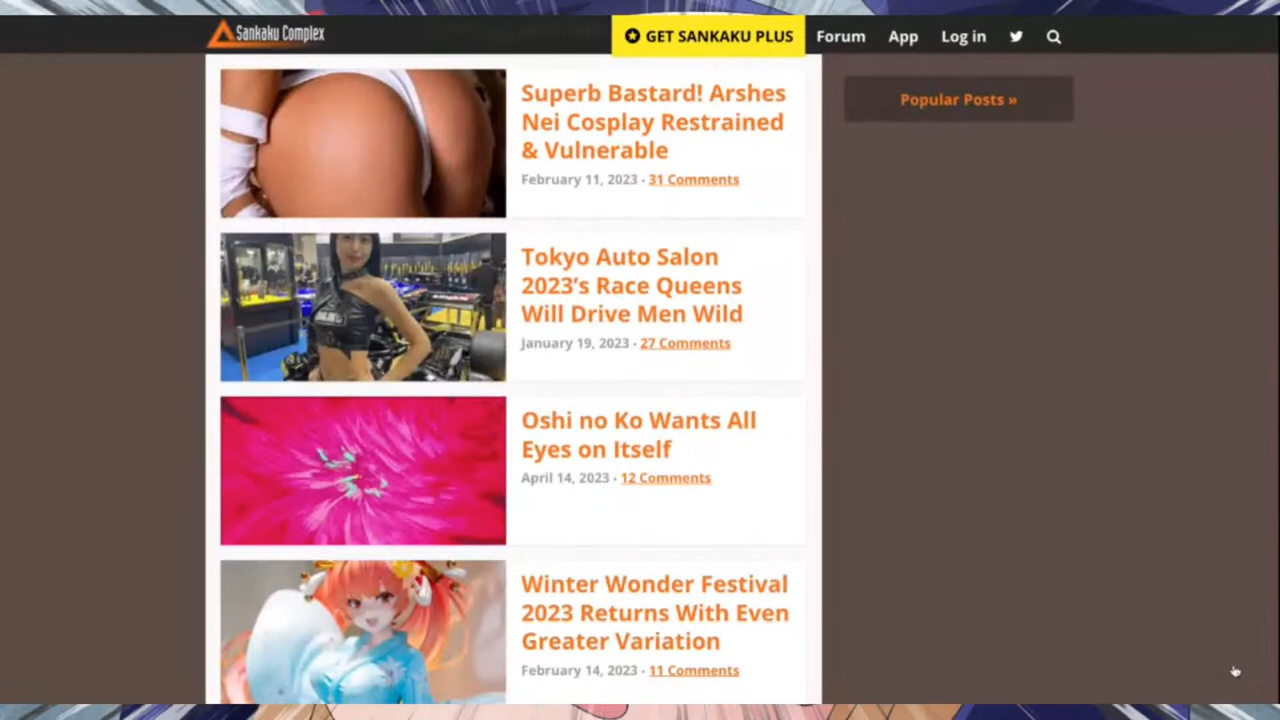 Sankaku Complex
GET SANKAKU PLUS
Forum
App
Log in
Superb Bastard! Arshes
Nei Cosplay Restrained
& Vulnerable
February 11, 2023 · 31 Comments
Popular Posts »
Tokyo Auto Salon
2023’s Race Queens
Will Drive Men Wild
January 19, 2023 · 27 Comments
Oshi no Ko Wants All
Eyes on Itself
April 14, 2023 · 12 Comments
Winter Wonder Festival
2023 Returns With Even
Greater Variation
February 14, 2023 · 11 Comments